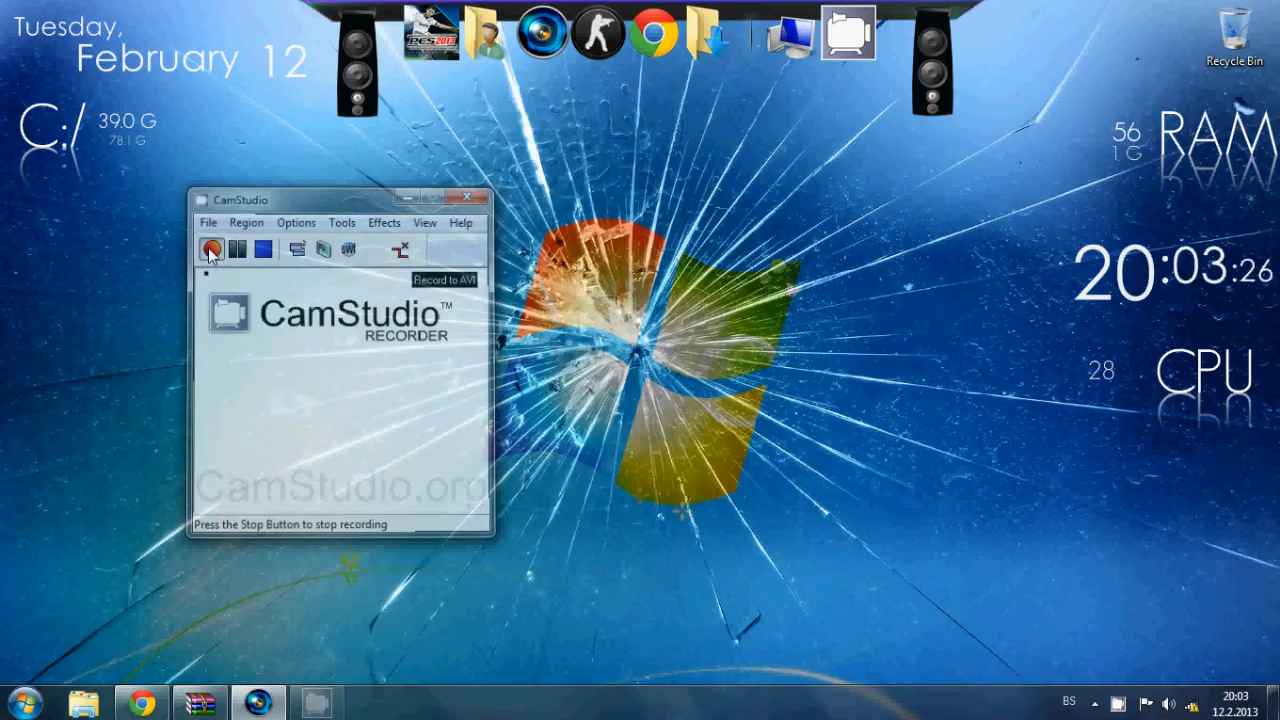 Tuesday,
February 12
C:/
39.0 G
78.1 G
PES2013
Recycle Bin
56
1 G
RAM
20:03:26
28
CPU
CamStudio
File Region Options Tools Effects View Help
SWF
Record to AVI
CamStudio™
RECORDER
CamStudio.org
Press the Stop Button to stop recording
BS
20:03
12.2.2013